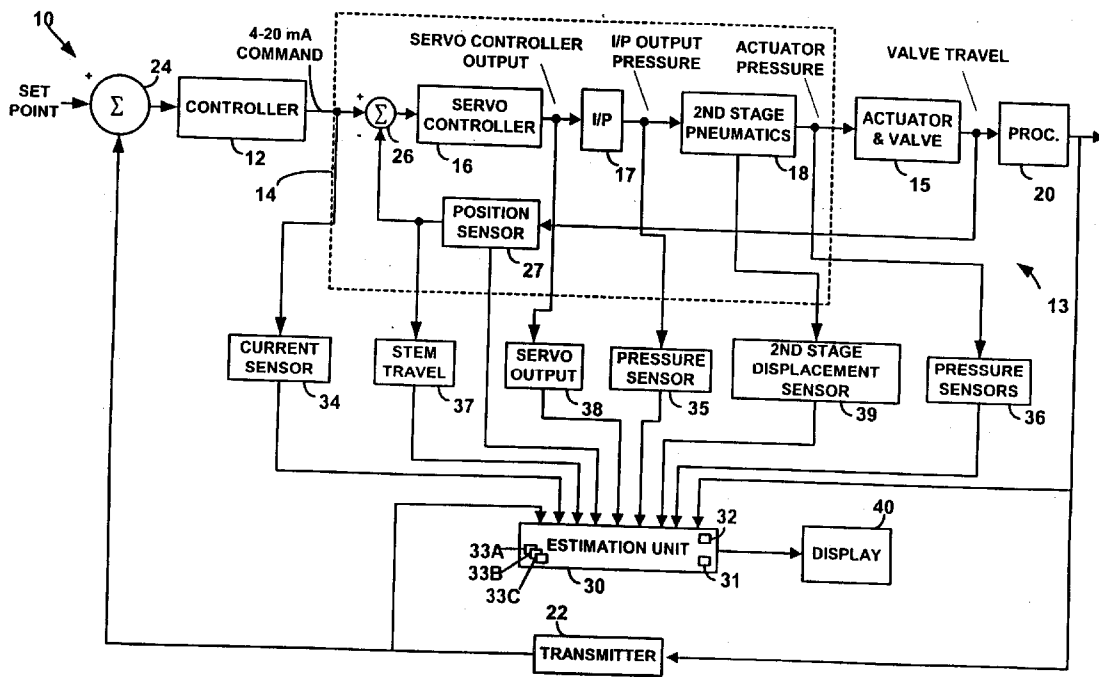 10
4-20 mA
COMMAND
SERVO CONTROLLER
OUTPUT
I/P OUTPUT
PRESSURE
ACTUATOR
PRESSURE
VALVE TRAVEL
+
24
SET
POINT
Σ
CONTROLLER
12
+
-
Σ
26
SERVO
CONTROLLER
16
I/P
17
2ND STAGE
PNEUMATICS
18
ACTUATOR
& VALVE
15
PROC.
20
14
POSITION
SENSOR
27
13
CURRENT
SENSOR
34
STEM
TRAVEL
37
SERVO
OUTPUT
38
PRESSURE
SENSOR
35
2ND STAGE
DISPLACEMENT
SENSOR
39
PRESSURE
SENSORS
36
33A
33B
33C
ESTIMATION UNIT
30
32
31
40
DISPLAY
22
TRANSMITTER